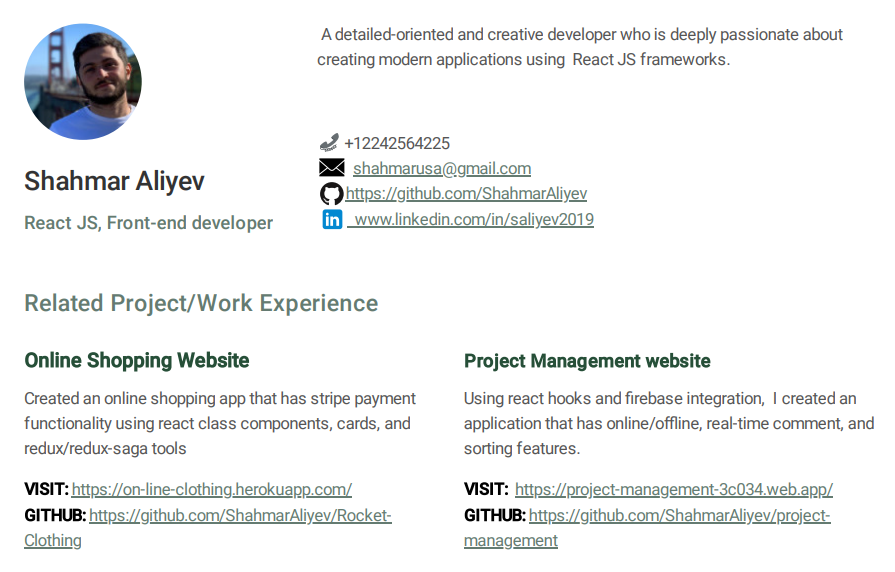 A detailed-oriented and creative developer who is deeply passionate about
creating modern applications using  React JS frameworks.
+12242564225
shahmarusa@gmail.com
https://github.com/ShahmarAliyev
www.linkedin.com/in/saliyev2019
Shahmar Aliyev
React JS, Front-end developer
Related Project/Work Experience
Online Shopping Website
Created an online shopping app that has stripe payment
functionality using react class components, cards, and
redux/redux-saga tools
VISIT: https://on-line-clothing.herokuapp.com/
GITHUB: https://github.com/ShahmarAliyev/Rocket-
Clothing
Project Management website
Using react hooks and firebase integration,  I created an
application that has online/offline, real-time comment, and
sorting features.
VISIT:  https://project-management-3c034.web.app/
GITHUB: https://github.com/ShahmarAliyev/project-
management